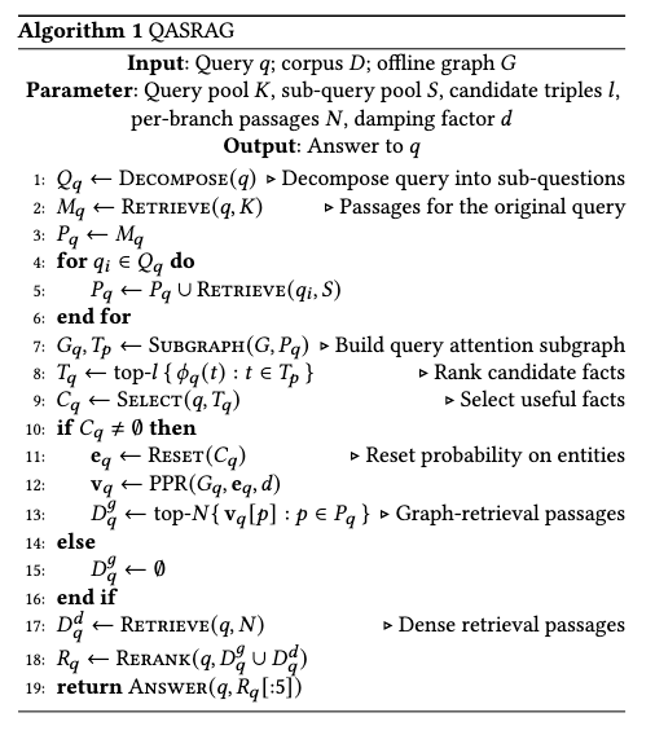 Algorithm 1 QASRAG
Input: Query q; corpus D; offline graph G
Parameter: Query pool K, sub-query pool S, candidate triples l,
per-branch passages N, damping factor d
Output: Answer to q
1: Q_q ← DECOMPOSE(q) ▷ Decompose query into sub-questions
2: M_q ← RETRIEVE(q, K) ▷ Passages for the original query
3: P_q ← M_q
4: for q_i ∈ Q_q do
5: P_q ← P_q ∪ RETRIEVE(q_i, S)
6: end for
7: G_q, T_p ← SUBGRAPH(G, P_q) ▷ Build query attention subgraph
8: T_q ← top-l { ϕ_q(t) : t ∈ T_p } ▷ Rank candidate facts
9: C_q ← SELECT(q, T_q) ▷ Select useful facts
10: if C_q ≠ ∅ then
11: e_q ← RESET(C_q) ▷ Reset probability on entities
12: v_q ← PPR(G_q, e_q, d)
13: D_q^g ← top-N{ v_q[p] : p ∈ P_q } ▷ Graph-retrieval passages
14: else
15: D_q^g ← ∅
16: end if
17: D_q^d ← RETRIEVE(q, N) ▷ Dense retrieval passages
18: R_q ← RERANK(q, D_q^g ∪ D_q^d)
19: return ANSWER(q, R_q[:5])